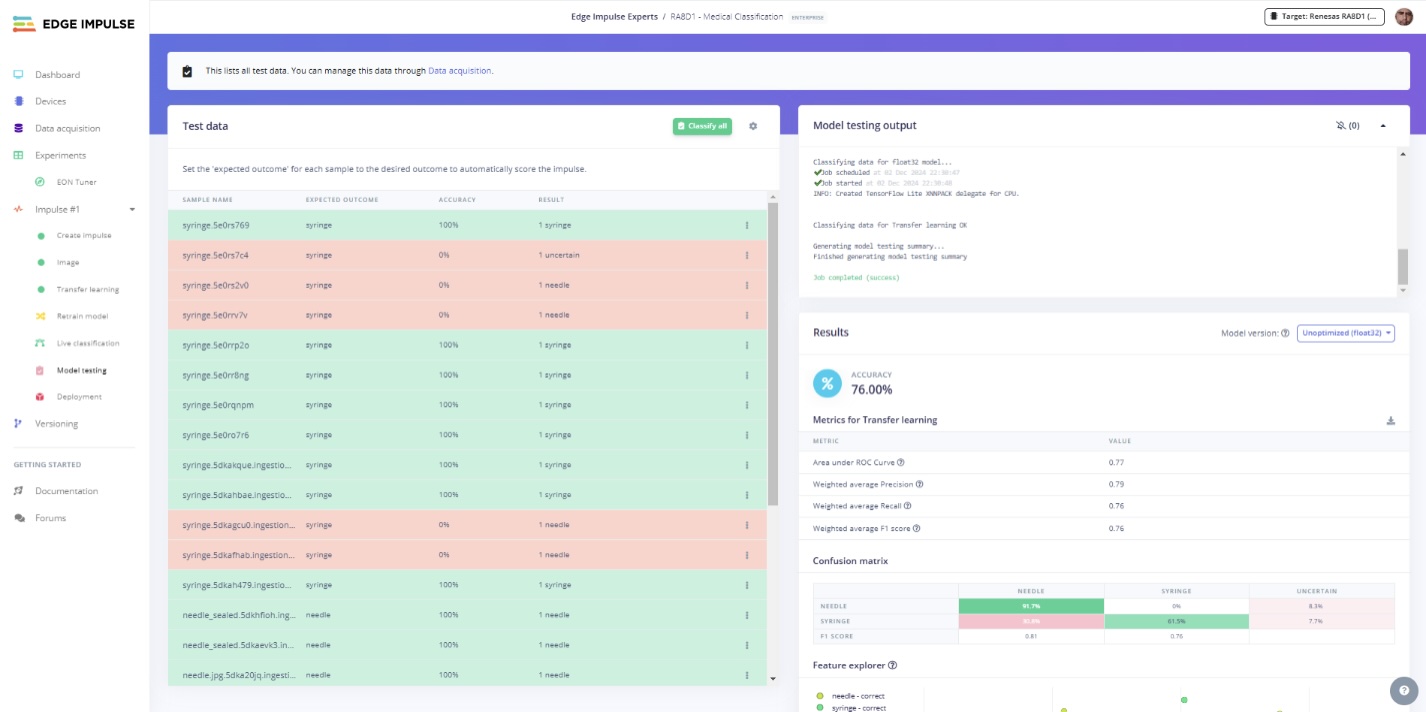 EDGE IMPULSE
Edge Impulse Experts / RA8D1 - Medical Classification ENTERPRISE
Target: Renesas RA8D1 (...
Dashboard
Devices
Data acquisition
Experiments
EON Tuner
Impulse #1
Create impulse
Image
Transfer learning
Retrain model
Live classification
Model testing
Deployment
Versioning
GETTING STARTED
Documentation
Forums
This lists all test data. You can manage this data through Data acquisition.
Test data
Classify all
Set the 'expected outcome' for each sample to the desired outcome to automatically score the impulse.
SAMPLE NAME EXPECTED OUTCOME ACCURACY RESULT
syringe.5e0rs769 syringe 100% 1 syringe
syringe.5e0rs7c4 syringe 0% 1 uncertain
syringe.5e0rs2v0 syringe 0% 1 needle
syringe.5e0rrv7v syringe 0% 1 needle
syringe.5e0rrp2o syringe 100% 1 syringe
syringe.5e0rr8ng syringe 100% 1 syringe
syringe.5e0rqnpm syringe 100% 1 syringe
syringe.5e0ro7r6 syringe 100% 1 syringe
syringe.5dkakque.ingestio... syringe 100% 1 syringe
syringe.5dkahbae.ingestio... syringe 100% 1 syringe
syringe.5dkagcu0.ingestion... syringe 0% 1 needle
syringe.5dkafhab.ingestion... syringe 0% 1 needle
syringe.5dkah479.ingestion... syringe 100% 1 syringe
needle_sealed.5dkhfioh.ing... needle 100% 1 needle
needle_sealed.5dkaevk3.in... needle 100% 1 needle
needle.jpg.5dka20jq.ingesti... needle 100% 1 needle
Model testing output
(0)
Classifying data for float32 model...
Job scheduled at 02 Dec 2024 22:30:47
Job started at 02 Dec 2024 22:30:48
INFO: Created TensorFlow Lite XNNPACK delegate for CPU.
Classifying data for Transfer learning OK
Generating model testing summary...
Finished generating model testing summary
Job completed (success)
Results
Model version: Unoptimized (float32)
%
ACCURACY
76.00%
Metrics for Transfer learning
METRIC VALUE
Area under ROC Curve 0.77
Weighted average Precision 0.79
Weighted average Recall 0.76
Weighted average F1 score 0.76
Confusion matrix
NEEDLE SYRINGE UNCERTAIN
NEEDLE 91.7% 0% 8.3%
SYRINGE 61.5% 7.7%
F1 SCORE 0.81 0.76
Feature explorer
needle - correct
syringe - correct